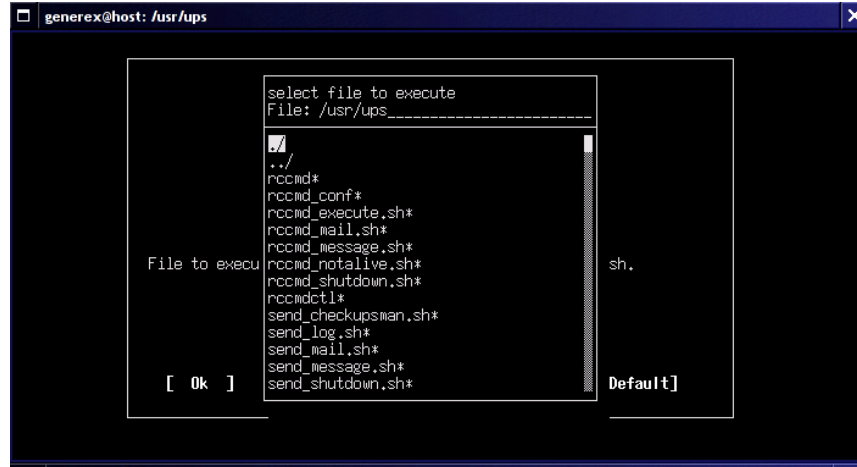 generex@host: /usr/ups
select file to execute
File: /usr/ups_______________________
./
../
rccmd*
rccmd_conf*
rccmd_execute.sh*
rccmd_mail.sh*
rccmd_message.sh*
File to execu rccmd_notalive.sh* sh.
rccmd_shutdown.sh*
rccmdctl*
send_checkupsman.sh*
send_log.sh*
send_mail.sh*
send_message.sh*
[ Ok ] send_shutdown.sh* Default]